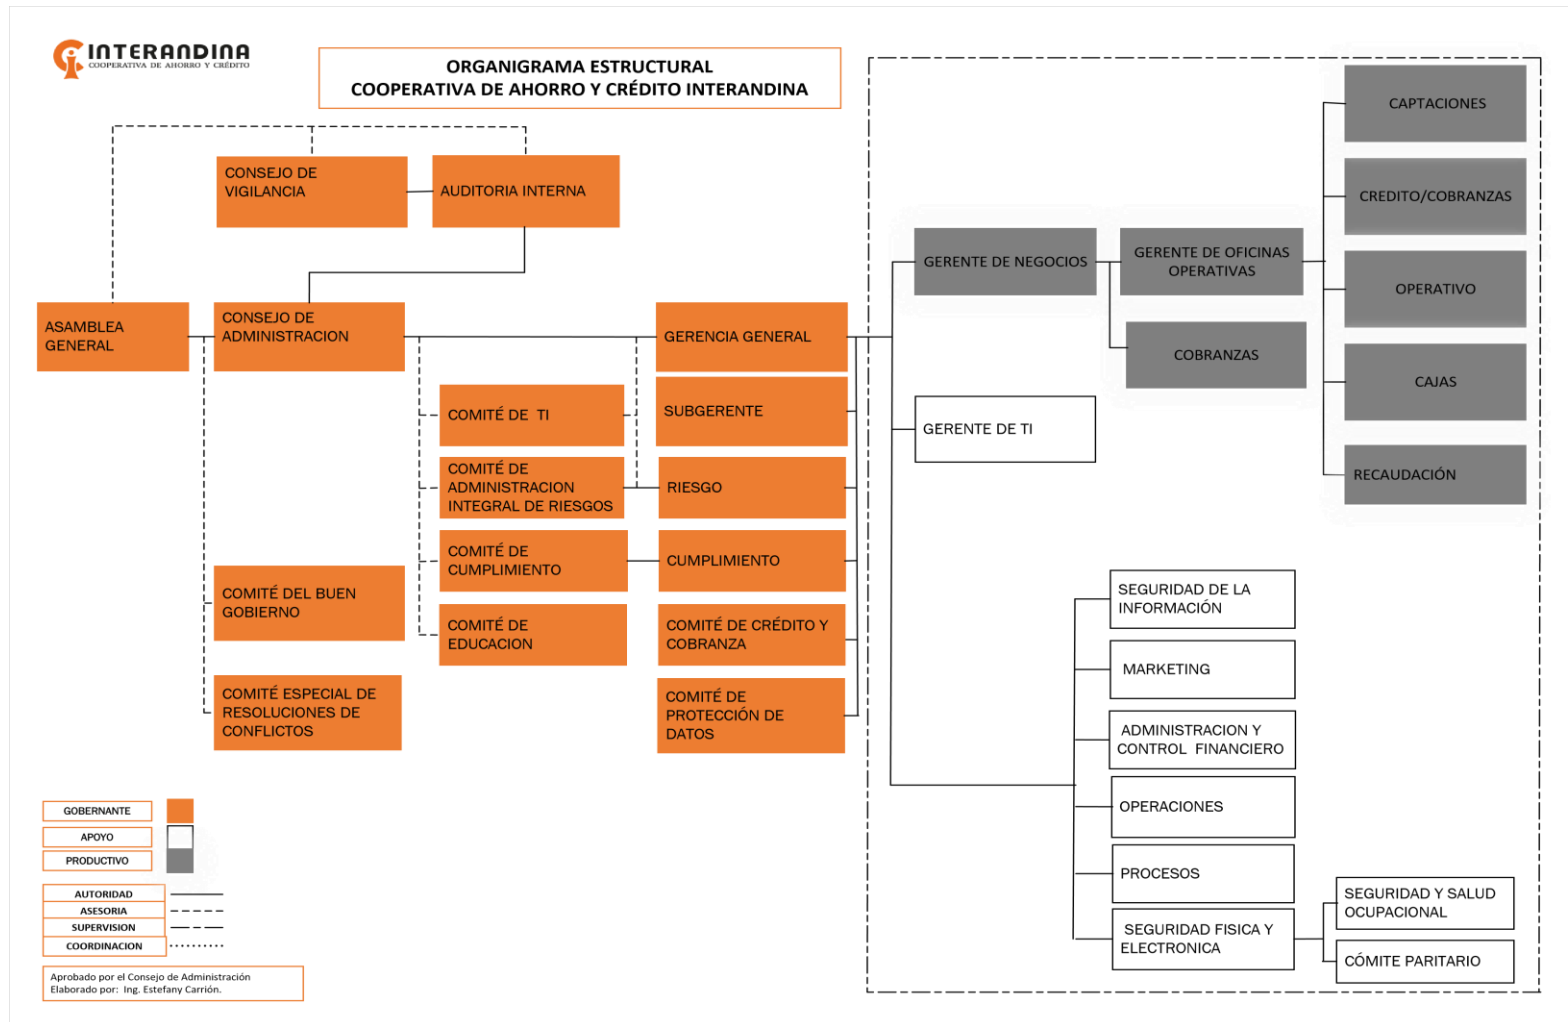 INTERANDINA
COOPERATIVA DE AHORRO Y CRÉDITO
ORGANIGRAMA ESTRUCTURAL
COOPERATIVA DE AHORRO Y CRÉDITO INTERANDINA
CONSEJO DE
VIGILANCIA
AUDITORIA INTERNA
ASAMBLEA
GENERAL
CONSEJO DE
ADMINISTRACION
GERENCIA GENERAL
COMITÉ DE TI
SUBGERENTE
COMITÉ DE
ADMINISTRACION
INTEGRAL DE RIESGOS
RIESGO
COMITÉ DE
CUMPLIMIENTO
CUMPLIMIENTO
COMITÉ DEL BUEN
GOBIERNO
COMITÉ DE
EDUCACION
COMITÉ DE CRÉDITO Y
COBRANZA
COMITÉ ESPECIAL DE
RESOLUCIONES DE
CONFLICTOS
COMITÉ DE
PROTECCIÓN DE
DATOS
GERENTE DE NEGOCIOS
GERENTE DE OFICINAS
OPERATIVAS
COBRANZAS
CAPTACIONES
CREDITO/COBRANZAS
OPERATIVO
CAJAS
RECAUDACIÓN
GERENTE DE TI
SEGURIDAD DE LA
INFORMACIÓN
MARKETING
ADMINISTRACION Y
CONTROL FINANCIERO
OPERACIONES
PROCESOS
SEGURIDAD FISICA Y
ELECTRONICA
SEGURIDAD Y SALUD
OCUPACIONAL
CÓMITE PARITARIO
GOBERNANTE
APOYO
PRODUCTIVO
AUTORIDAD
ASESORIA
SUPERVISION
COORDINACION
Aprobado por el Consejo de Administración
Elaborado por: Ing. Estefany Carrión.